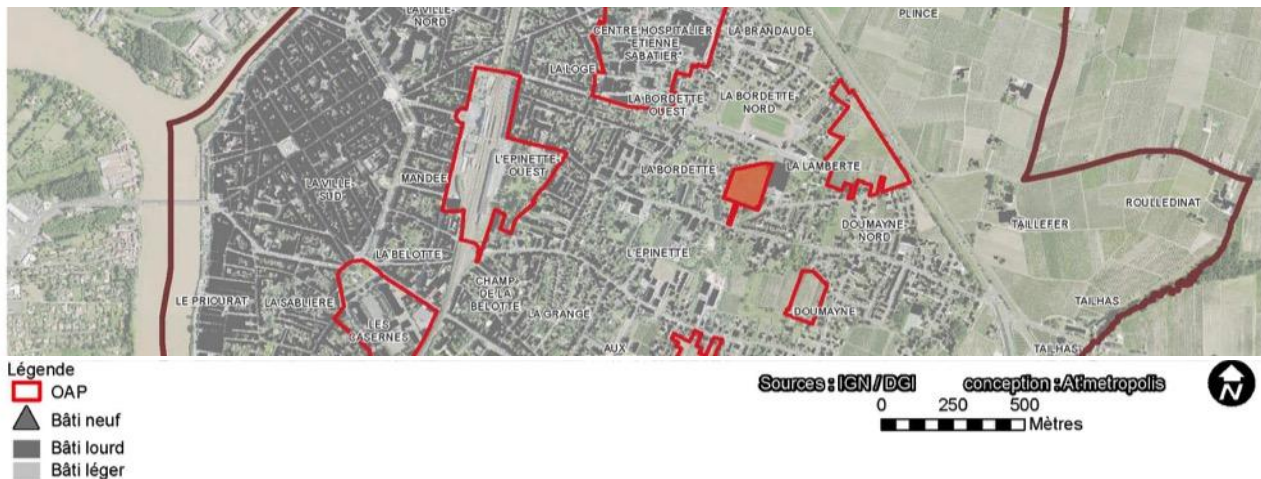 LA VILLE-
NORD
PLINCE
CENTRE HOSPITALIER
"ETIENNE
SABATIER"
LA BRANDAUDE
LA LOGE
LA BORDETTE-
OUEST
LA BORDETTE-
NORD
L'EPINETTE-
OUEST
LA BORDETTE
LA LAMBERTE
MANDEE
LA VILLE-
SUD
ROULLEDINAT
TAILLEFER
DOUMAYNE-
NORD
LA BELOTTE
L'EPINETTE
CHAMP-
DE LA
BELOTTE
LE PRIOURAT
LA SABLIERE
LES
CASERNES
LA GRANGE
DOUMAYNE
TAILHAS
AUX
TAILHAS
Légende
OAP
Bâti neuf
Bâti lourd
Bâti léger
Sources : IGN / DGI
conception : At'metropolis
N
0 250 500
Mètres